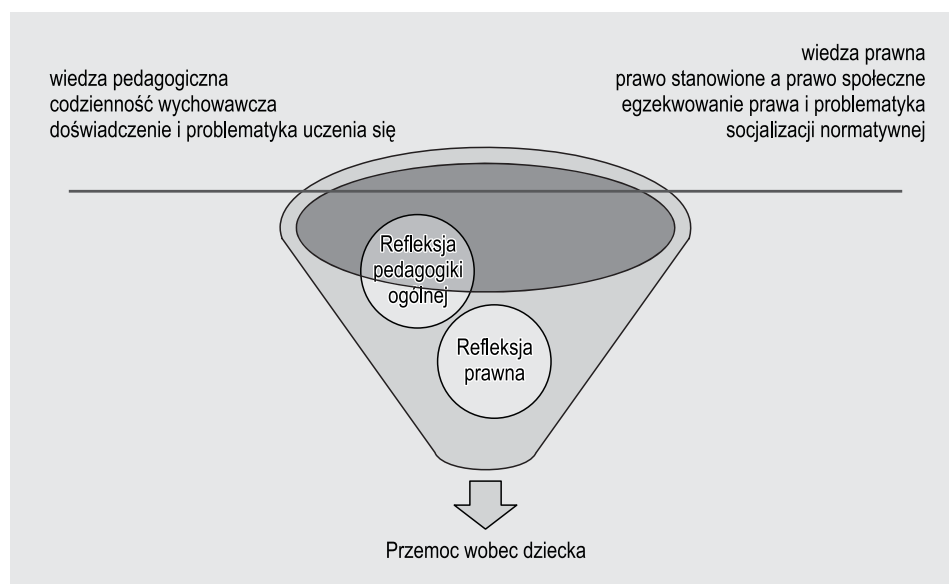 wiedza pedagogiczna
codzienność wychowawcza
doświadczenie i problematyka uczenia się
wiedza prawna
prawo stanowione a prawo społeczne
egzekwowanie prawa i problematyka
socjalizacji normatywnej
Refleksja
pedagogiki
ogólnej
Refleksja
prawna
Przemoc wobec dziecka